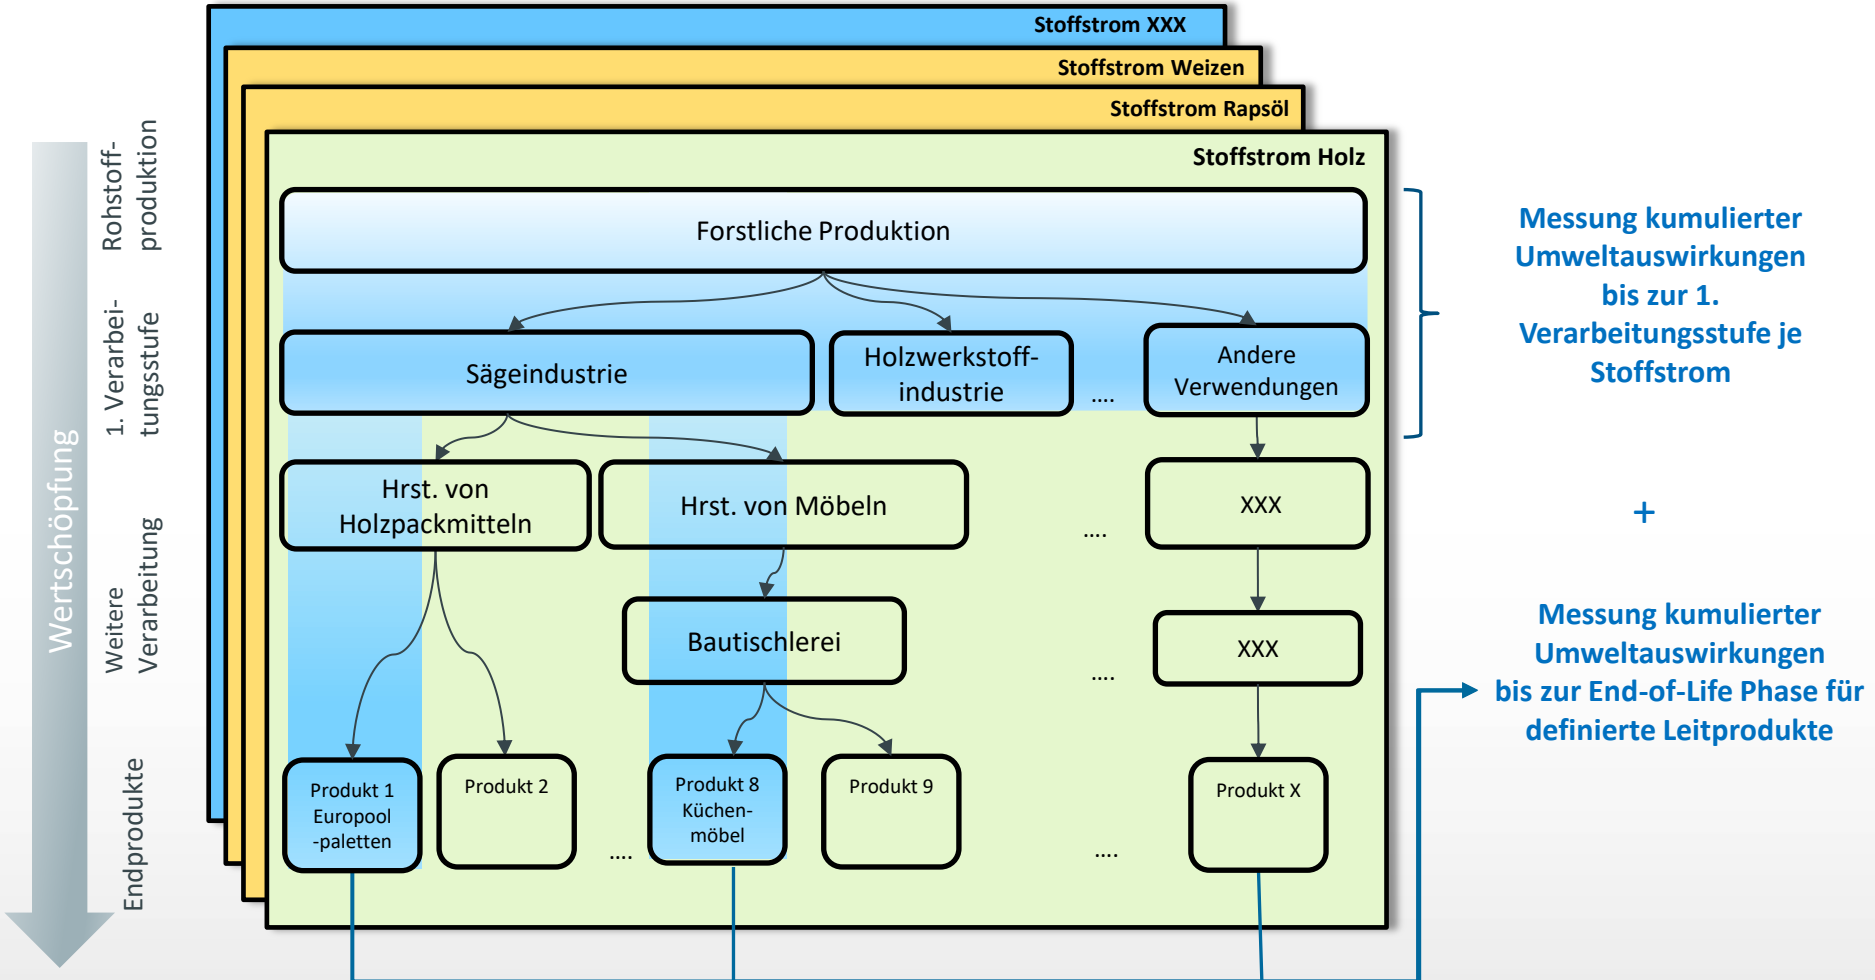 Stoffstrom XXX
Stoffstrom Weizen
Stoffstrom Rapsöl
Stoffstrom Holz
Wertschöpfung
Rohstoff-
produktion
1. Verarbei-
tungsstufe
Weitere
Verarbeitung
Endprodukte
Forstliche Produktion
Sägeindustrie
Holzwerkstoff-
industrie
....
Andere
Verwendungen
Hrst. von
Holzpackmitteln
Hrst. von Möbeln
....
XXX
Bautischlerei
....
XXX
Produkt 1
Europool
-paletten
Produkt 2
....
Produkt 8
Küchen-
möbel
Produkt 9
....
Produkt X
Messung kumulierter
Umweltauswirkungen
bis zur 1.
Verarbeitungsstufe je
Stoffstrom
+
Messung kumulierter
Umweltauswirkungen
bis zur End-of-Life Phase für
definierte Leitprodukte